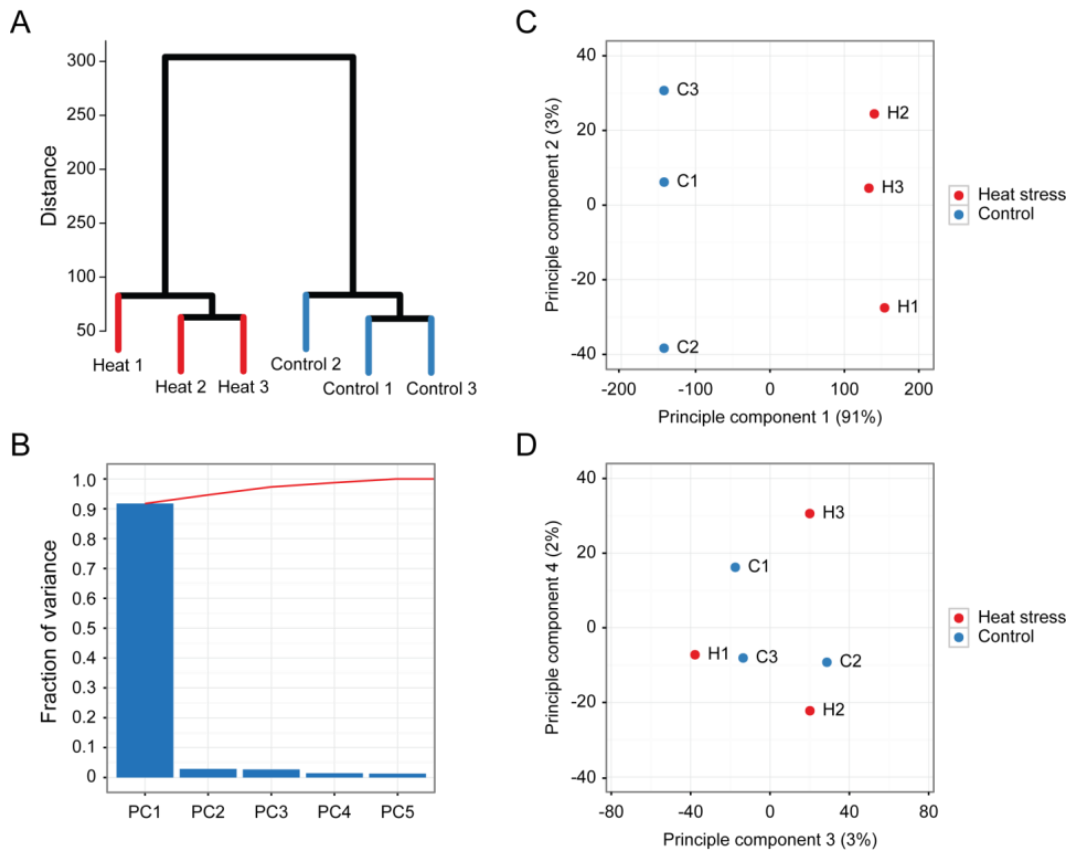 A
Distance
300
250
200
250
100
50
Heat 1
Heat 2
Heat 3
Control 2
Control 1
Control 3
B
Fraction of variance
1.0
0.9
0.8
0.7
0.6
0.5
0.4
0.3
0.2
0.1
0
PC1 PC2 PC3 PC4 PC5
C
Principle component 2 (3%)
40
20
0
-20
-40
C3
H2
C1
H3
H1
C2
-200 -100 0 100 200
Principle component 1 (91%)
Heat stress
Control
D
Principle component 4 (2%)
40
20
0
-20
-40
H3
C1
H1
C3
C2
H2
-80 -40 0 40 80
Principle component 3 (3%)
Heat stress
Control